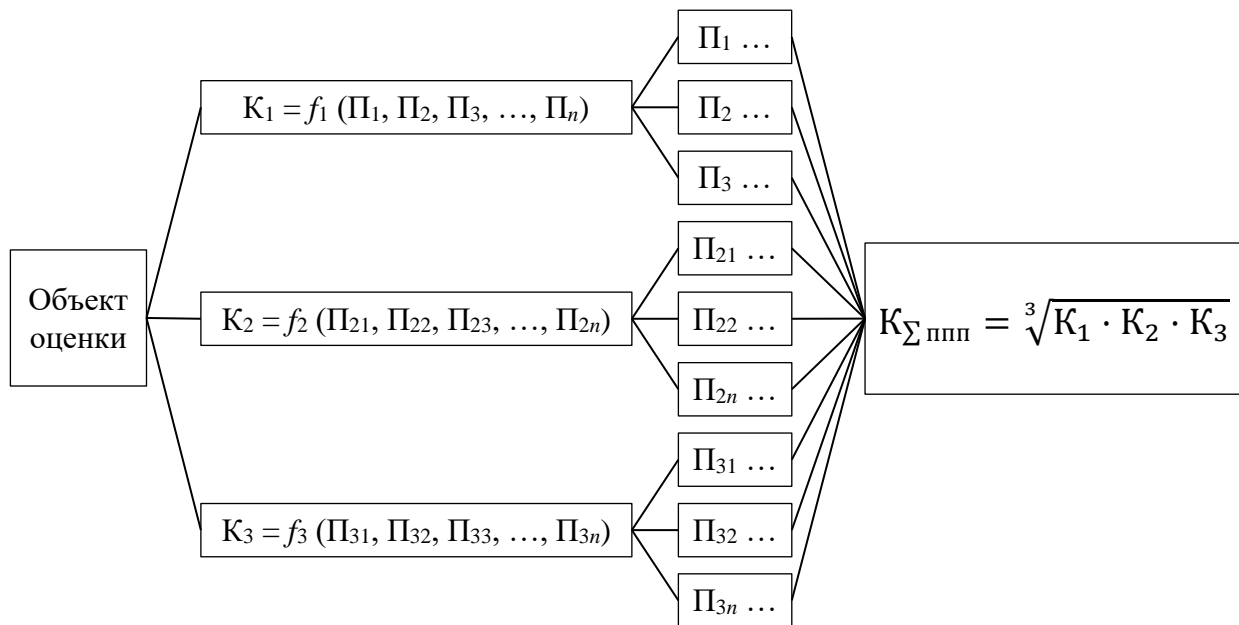 Объект
оценки
К₁ = f₁ (П₁, П₂, П₃, …, Пₙ)
П₁ …
П₂ …
П₃ …
К₂ = f₂ (П₂₁, П₂₂, П₂₃, …, П₂ₙ)
П₂₁ …
П₂₂ …
П₂ₙ …
К₃ = f₃ (П₃₁, П₃₂, П₃₃, …, П₃ₙ)
П₃₁ …
П₃₂ …
П₃ₙ …
К∑ ппп = ∛(К₁ · К₂ · К₃)